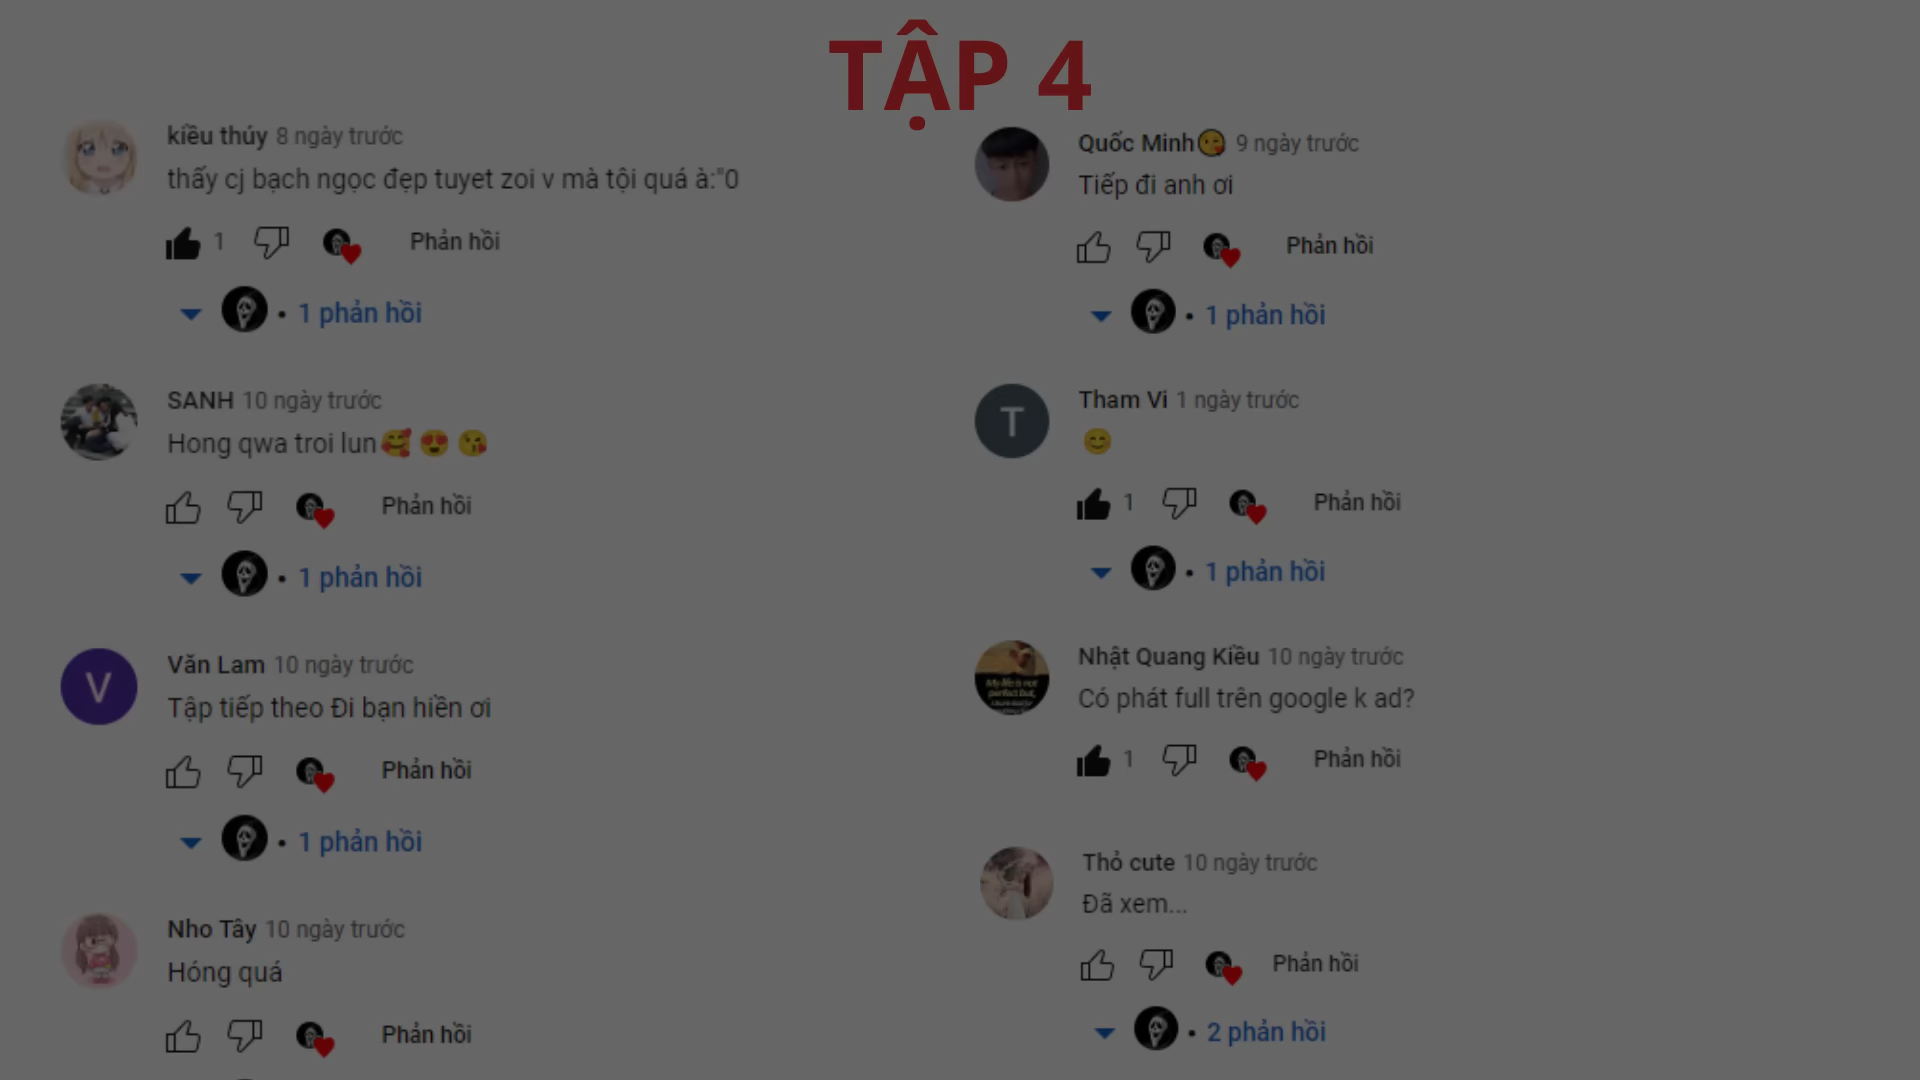 TẬP 4
kiều thúy 8 ngày trước
thấy cj bạch ngọc đẹp tuyet zoi v mà tội quá à:"0
1 Phản hồi
• 1 phản hồi
SANH 10 ngày trước
Hong qwa troi lun🥰 😍 😘
Phản hồi
• 1 phản hồi
V
Văn Lam 10 ngày trước
Tập tiếp theo Đi bạn hiền ơi
Phản hồi
• 1 phản hồi
Nho Tây 10 ngày trước
Hóng quá
Phản hồi
Quốc Minh😘 9 ngày trước
Tiếp đi anh ơi
Phản hồi
• 1 phản hồi
T
Tham Vi 1 ngày trước
😊
1 Phản hồi
• 1 phản hồi
My life is not
perfect but,
Nhật Quang Kiều 10 ngày trước
Có phát full trên google k ad?
1 Phản hồi
Thỏ cute 10 ngày trước
Đã xem...
Phản hồi
• 2 phản hồi